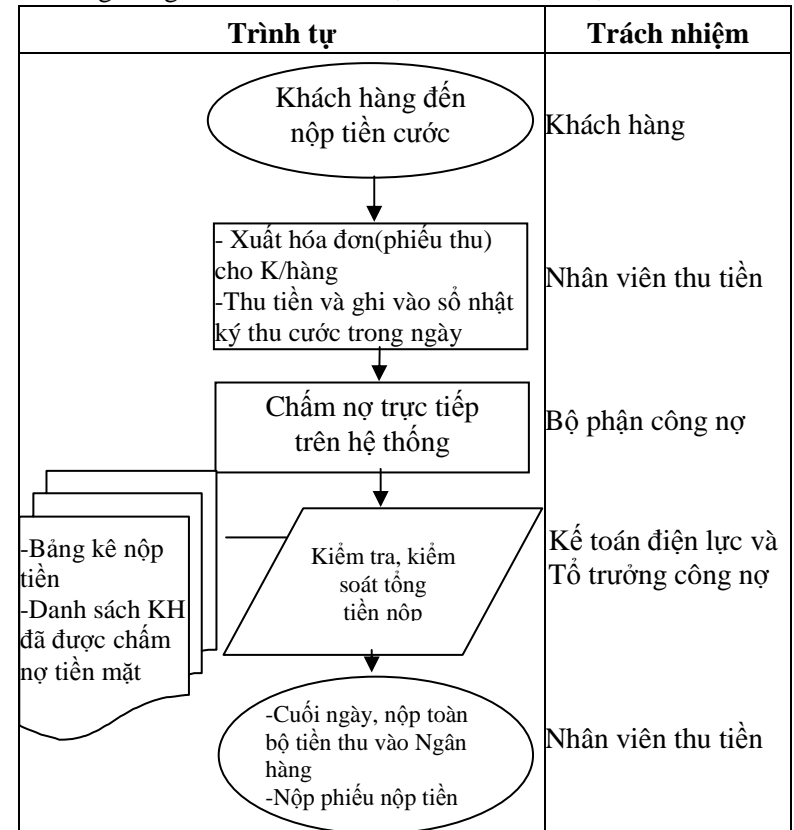 Trình tự
Trách nhiệm
Khách hàng đến
nộp tiền cước
Khách hàng
- Xuất hóa đơn(phiếu thu)
cho K/hàng
-Thu tiền và ghi vào sổ nhật
ký thu cước trong ngày
Nhân viên thu tiền
Chấm nợ trực tiếp
trên hệ thống
Bộ phận công nợ
-Bảng kê nộp
tiền
-Danh sách KH
đã được chấm
nợ tiền mặt
Kiểm tra, kiểm
soát tổng
tiền nộp
Kế toán điện lực và
Tổ trưởng công nợ
-Cuối ngày, nộp toàn
bộ tiền thu vào Ngân
hàng
-Nộp phiếu nộp tiền
Nhân viên thu tiền